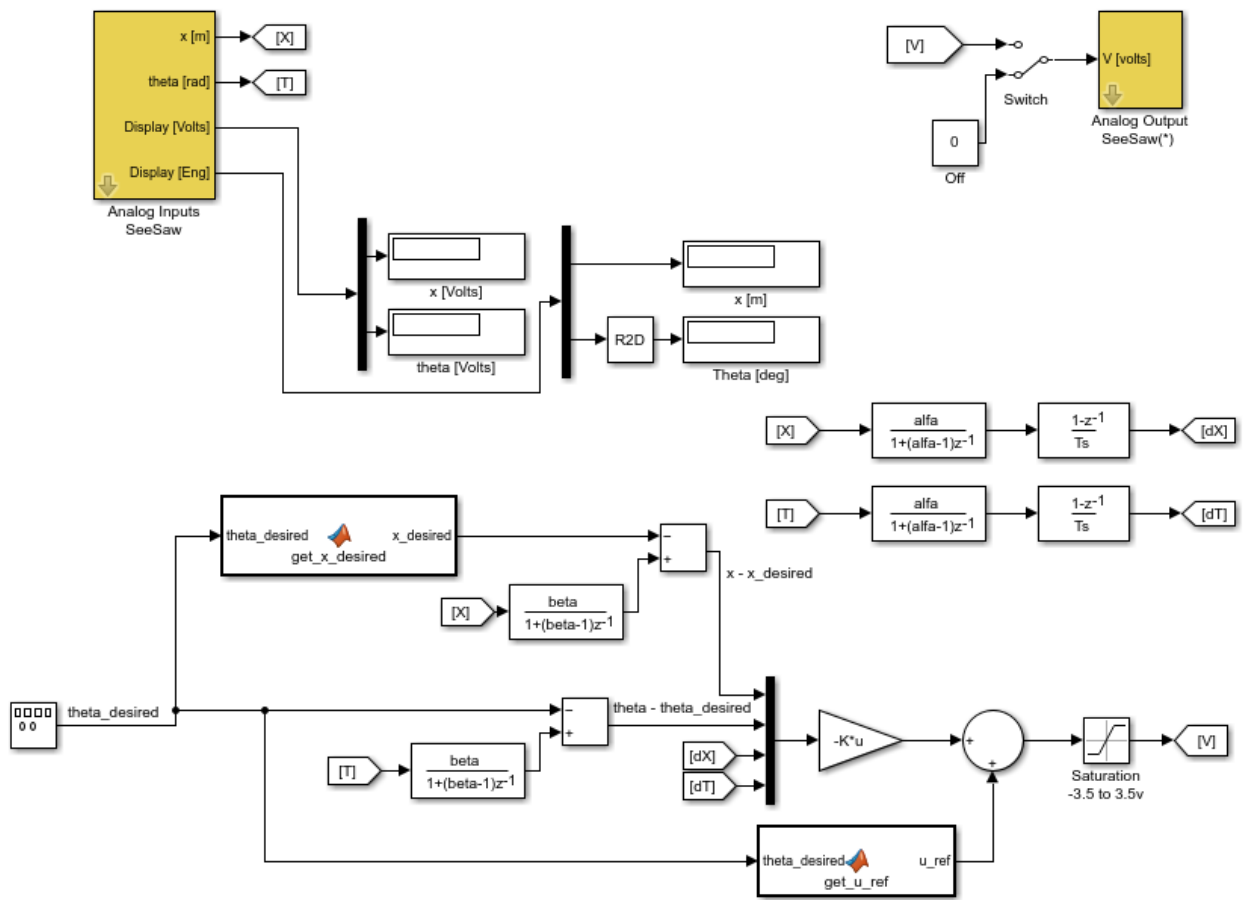 x [m]
[X]
theta [rad]
[T]
Display [Volts]
Display [Eng]
Analog Inputs
SeeSaw
[V]
Switch
0
Off
V [volts]
Analog Output
SeeSaw(*)
x [Volts]
theta [Volts]
x [m]
R2D
Theta [deg]
[X]
alfa
1+(alfa-1)z-1
1-z-1
Ts
[dX]
[T]
alfa
1+(alfa-1)z-1
1-z-1
Ts
[dT]
theta_desired
x_desired
get_x_desired
−
+
x - x_desired
[X]
beta
1+(beta-1)z-1
theta_desired
−
+
theta - theta_desired
[T]
beta
1+(beta-1)z-1
[dX]
[dT]
-K*u
+
+
Saturation
-3.5 to 3.5v
[V]
theta_desired
u_ref
get_u_ref